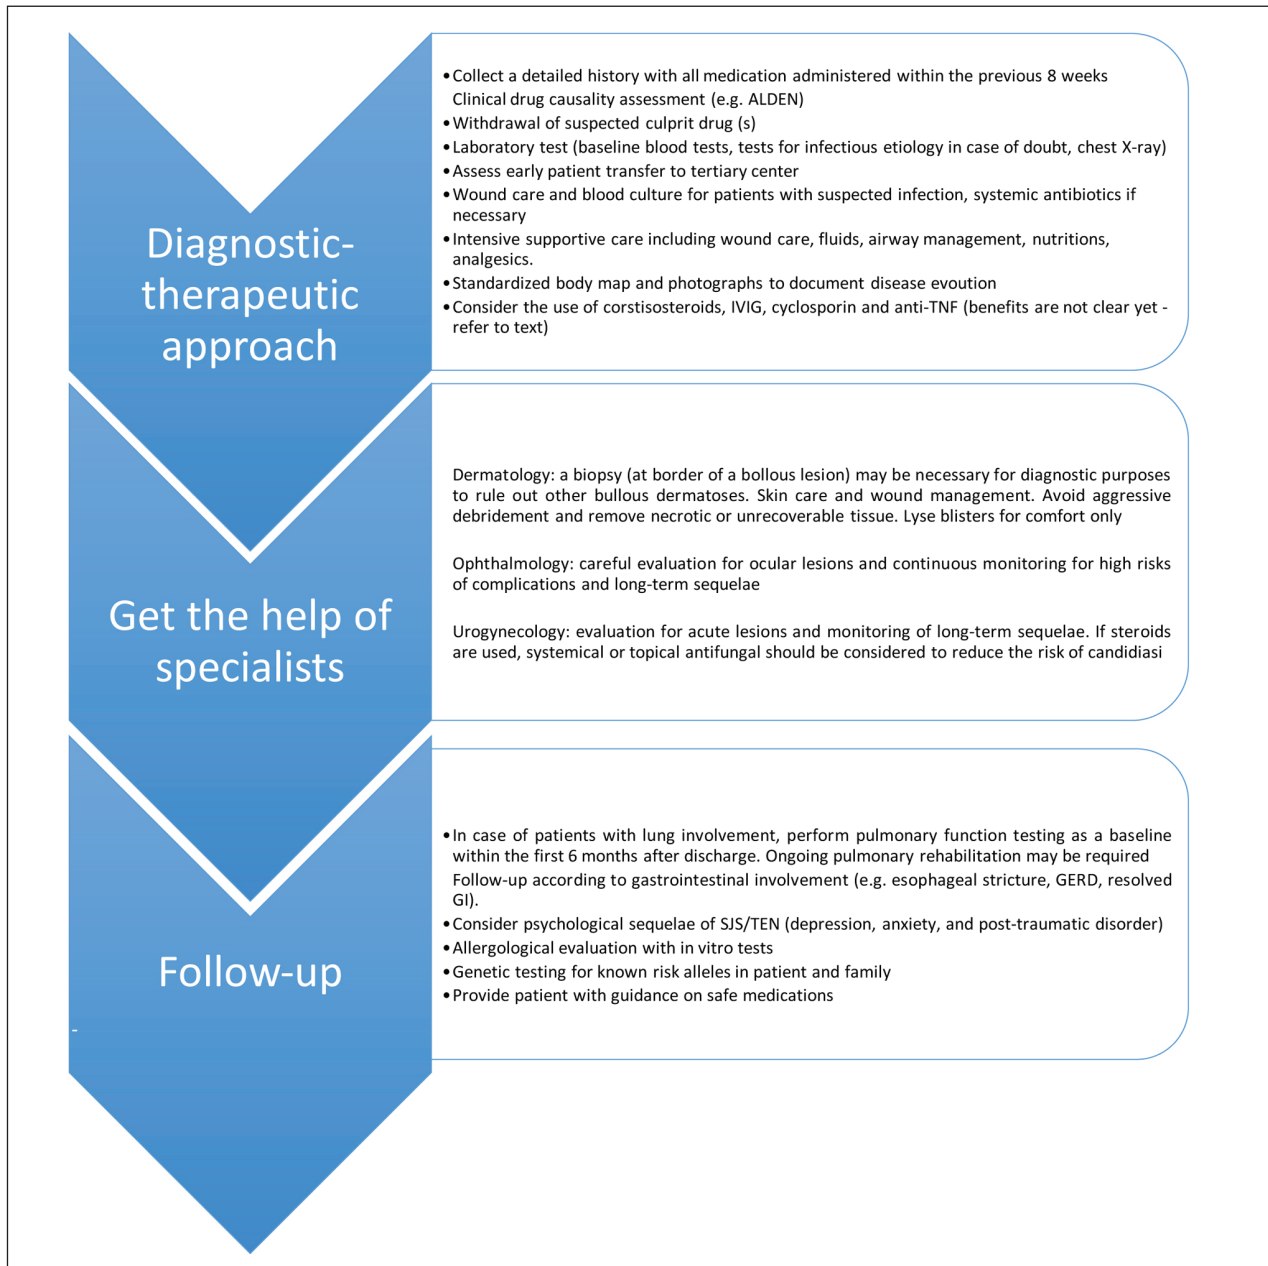 Diagnostic-
therapeutic
approach
•Collect a detailed history with all medication administered within the previous 8 weeks
Clinical drug causality assessment (e.g. ALDEN)
•Withdrawal of suspected culprit drug (s)
•Laboratory test (baseline blood tests, tests for infectious etiology in case of doubt, chest X-ray)
•Assess early patient transfer to tertiary center
•Wound care and blood culture for patients with suspected infection, systemic antibiotics if
necessary
•Intensive supportive care including wound care, fluids, airway management, nutritions,
analgesics.
•Standardized body map and photographs to document disease evoution
•Consider the use of corstisosteroids, IVIG, cyclosporin and anti-TNF (benefits are not clear yet -
refer to text)
Get the help of
specialists
Dermatology: a biopsy (at border of a bollous lesion) may be necessary for diagnostic purposes
to rule out other bullous dermatoses. Skin care and wound management. Avoid aggressive
debridement and remove necrotic or unrecoverable tissue. Lyse blisters for comfort only
Ophthalmology: careful evaluation for ocular lesions and continuous monitoring for high risks
of complications and long-term sequelae
Urogynecology: evaluation for acute lesions and monitoring of long-term sequelae. If steroids
are used, systemical or topical antifungal should be considered to reduce the risk of candidiasi
Follow-up
-
•In case of patients with lung involvement, perform pulmonary function testing as a baseline
within the first 6 months after discharge. Ongoing pulmonary rehabilitation may be required
Follow-up according to gastrointestinal involvement (e.g. esophageal stricture, GERD, resolved
GI).
•Consider psychological sequelae of SJS/TEN (depression, anxiety, and post-traumatic disorder)
•Allergological evaluation with in vitro tests
•Genetic testing for known risk alleles in patient and family
•Provide patient with guidance on safe medications